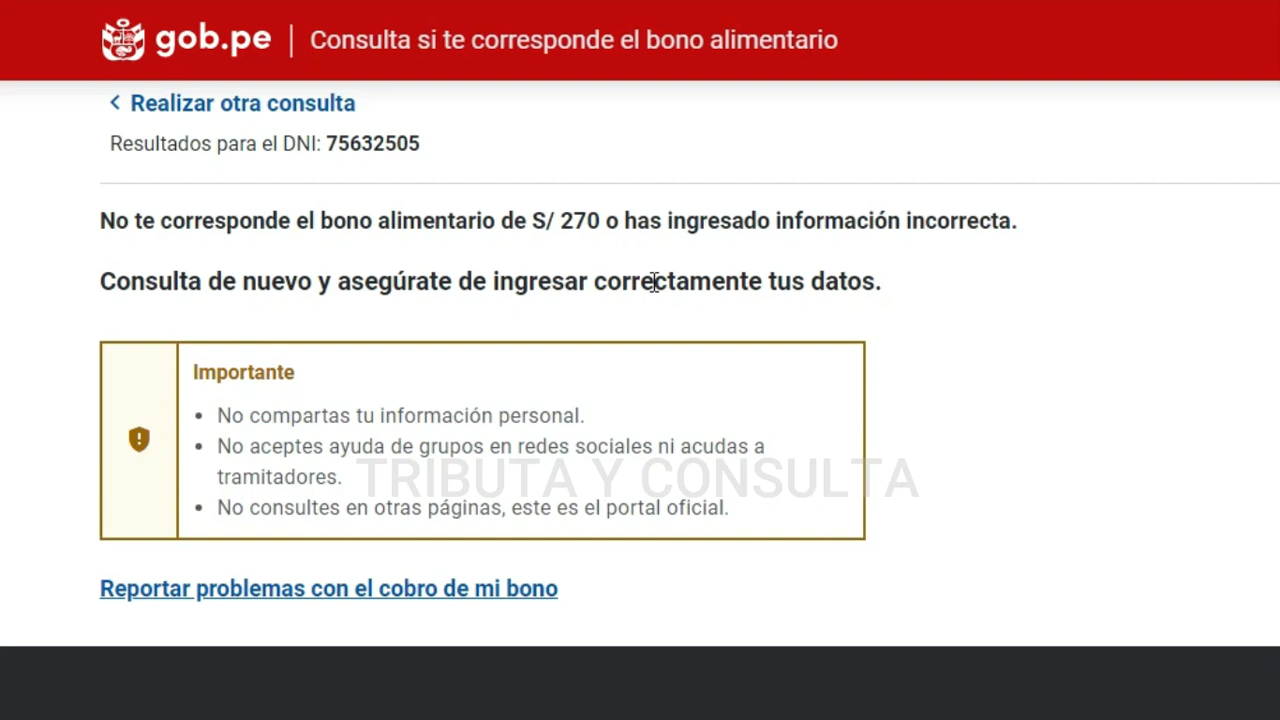 gob.pe | Consulta si te corresponde el bono alimentario
Realizar otra consulta
Resultados para el DNI: 75632505
No te corresponde el bono alimentario de S/ 270 o has ingresado información incorrecta.
Consulta de nuevo y asegúrate de ingresar correctamente tus datos.
Importante
• No compartas tu información personal.
• No aceptes ayuda de grupos en redes sociales ni acudas a
tramitadores.
TRIBUTA Y CONSULTA
• No consultes en otras páginas, este es el portal oficial.
Reportar problemas con el cobro de mi bono